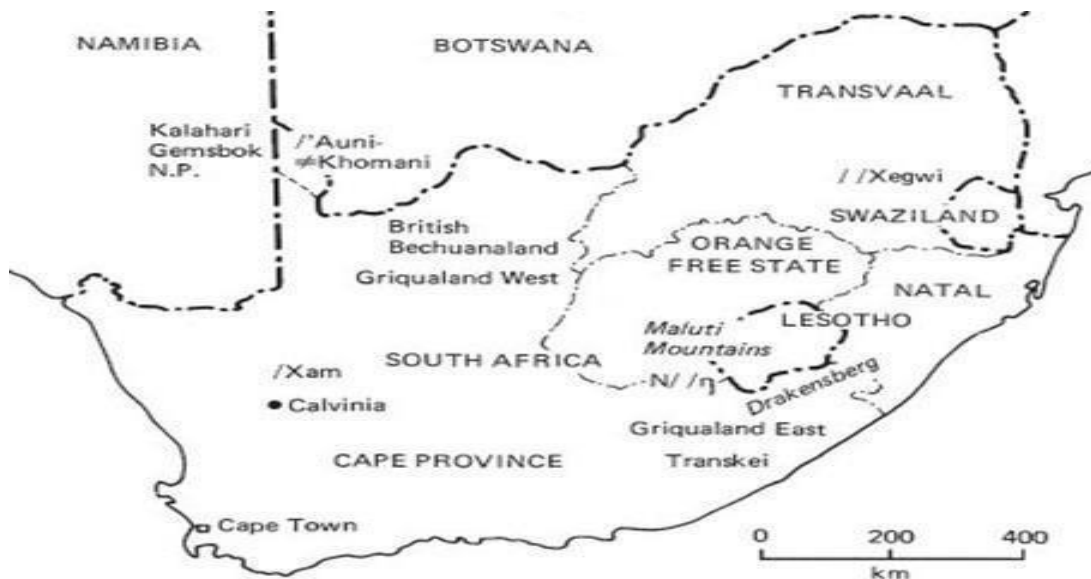 NAMIBIA
BOTSWANA
TRANSVAAL
Kalahari
Gemsbok
N.P.
/'Auni-
≠Khomani
/ /Xegwi
SWAZILAND
British
Bechuanaland
ORANGE
FREE STATE
Griqualand West
NATAL
LESOTHO
Maluti
Mountains
SOUTH AFRICA
/Xam
N/ /ŋ
Calvinia
Drakensberg
Griqualand East
CAPE PROVINCE
Transkei
Cape Town
0 200 400
km